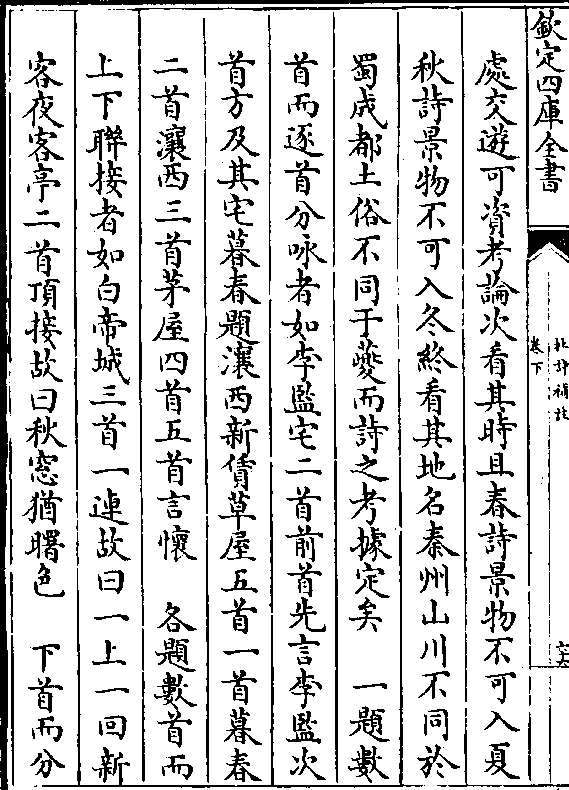 欽定四庫全書
杜詩補註
卷下
處交遊可資考論次看其時且春詩景物不可入夏
秋詩景物不可入冬終看其地名秦州山川不同於
蜀成都土俗不同于夔而詩之考據定矣　一題數
首而逐首分咏者如李監宅二首前首先言李監次
首方及其宅暮春題瀼西新賃草屋五首一首暮春
二首瀼西三首茅屋四首五首言懷　各題數首而
上下聯接者如白帝城三首一連故曰一上一回新
客夜客亭二首頂接故曰秋窓猶曙色　下首而分